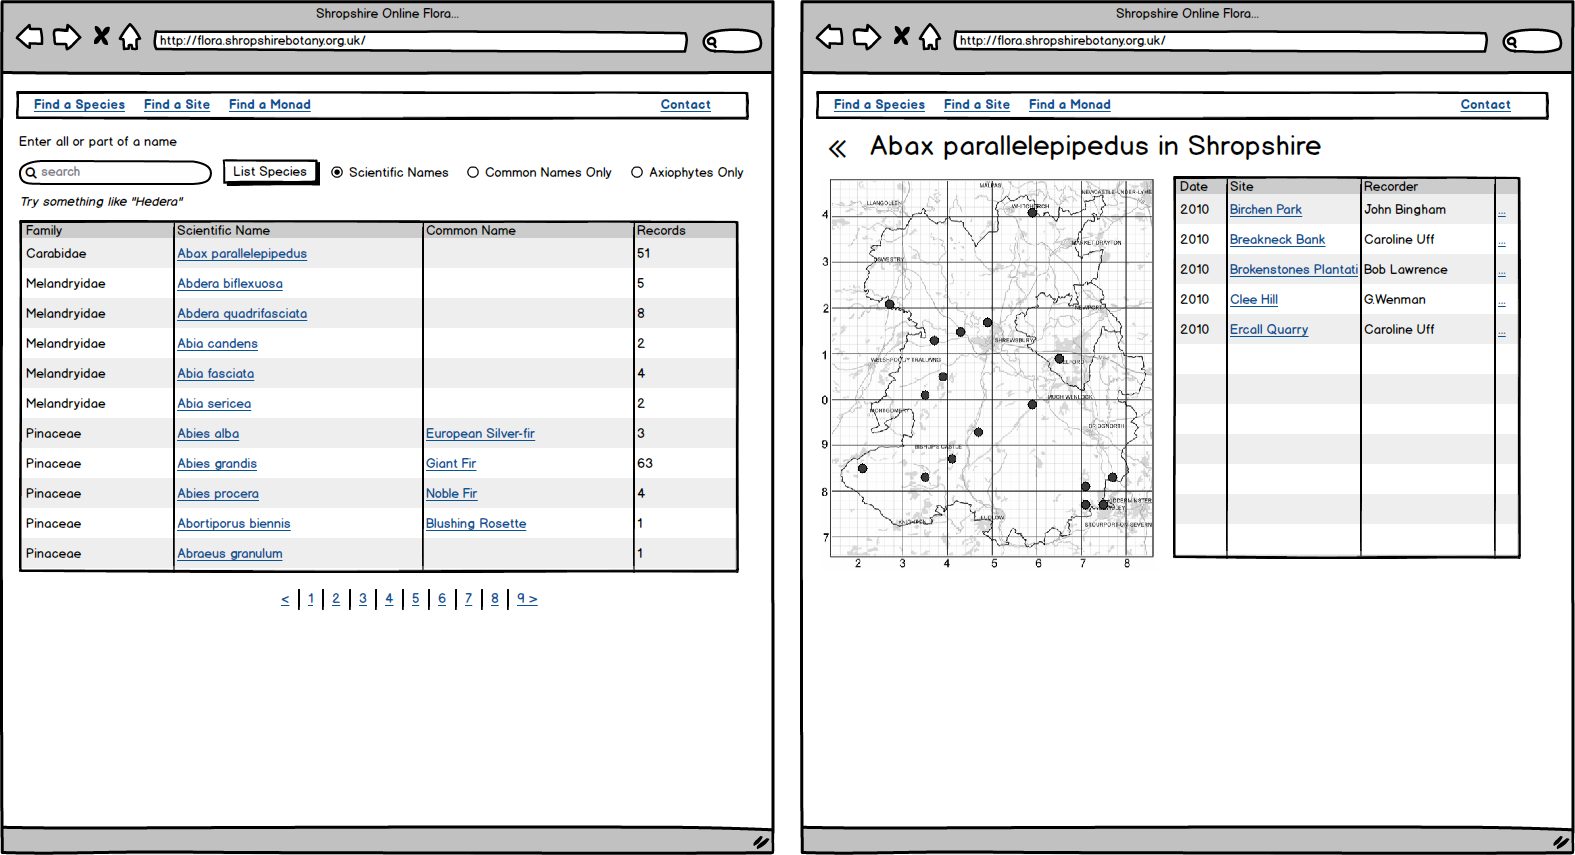 Shropshire Online Flora...
http://flora.shropshirebotany.org.uk/
Find a Species Find a Site Find a Monad Contact
Enter all or part of a name
search List Species Scientific Names Common Names Only Axiophytes Only
Try something like "Hedera"
Family Scientific Name Common Name Records
Carabidae Abax parallelepipedus 51
Melandryidae Abdera biflexuosa 5
Melandryidae Abdera quadrifasciata 8
Melandryidae Abia candens 2
Melandryidae Abia fasciata 4
Melandryidae Abia sericea 2
Pinaceae Abies alba European Silver-fir 3
Pinaceae Abies grandis Giant Fir 63
Pinaceae Abies procera Noble Fir 4
Pinaceae Abortiporus biennis Blushing Rosette 1
Pinaceae Abraeus granulum 1
< 1 2 3 4 5 6 7 8 9 >
Shropshire Online Flora...
http://flora.shropshirebotany.org.uk/
Find a Species Find a Site Find a Monad Contact
« Abax parallelepipedus in Shropshire
MALPAS
NEWCASTLE-UNDER-LYME
LLANGOLLEN
WHITCHURCH
4
MARKET DRAYTON
3
OSWESTRY
2
NEWPORT
SHREWSBURY
1
WELSHPOOL/Y TRALLWNG
TELFORD
0
MUCH WENLOCK
MONTGOMERY
BRIDGNORTH
9
BISHOP'S CASTLE
8
KIDDERMINSTER
KNIGHTON
LUDLOW
STOURPORT-ON-SEVERN
7
2 3 4 5 6 7 8
Date Site Recorder
2010 Birchen Park John Bingham ...
2010 Breakneck Bank Caroline Uff ...
2010 Brokenstones Plantati Bob Lawrence ...
2010 Clee Hill G.Wenman ...
2010 Ercall Quarry Caroline Uff ...